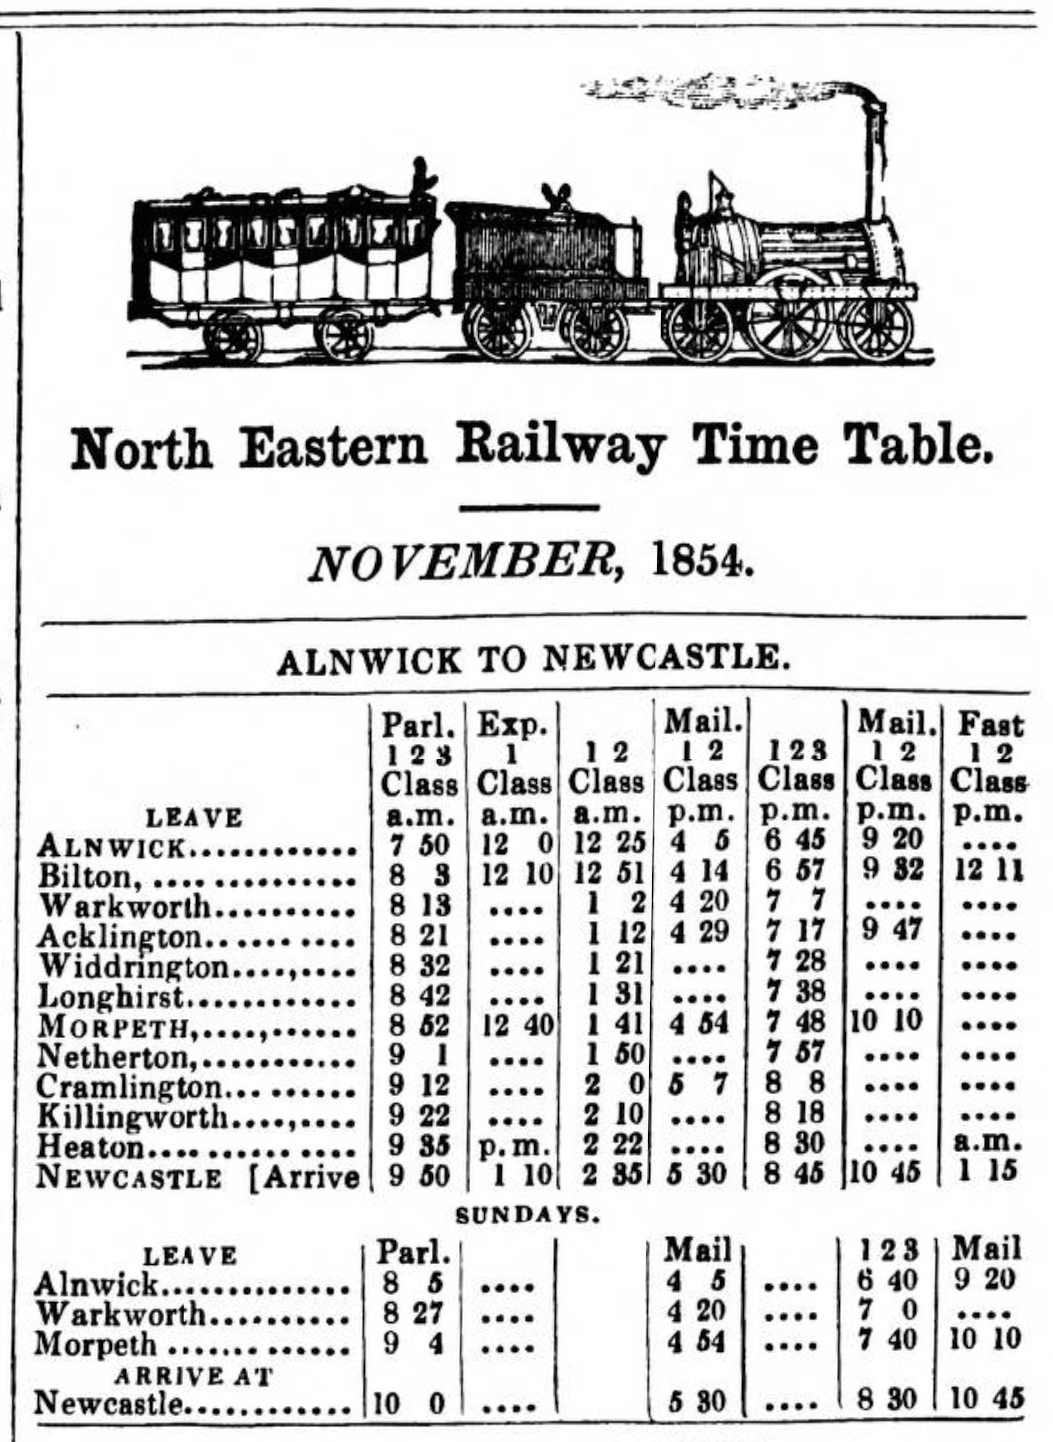 North Eastern Railway Time Table.
NOVEMBER, 1854.
ALNWICK TO NEWCASTLE.
Parl. Exp. Mail. Mail. Fast
1 2 3 1 1 2 1 2 1 2 3 1 2 1 2
Class Class Class Class Class Class Class
LEAVE a.m. a.m. a.m. p.m. p.m. p.m. p.m.
ALNWICK............ 7 50 12 0 12 25 4 5 6 45 9 20 ....
Bilton, ............... 8 3 12 10 12 51 4 14 6 57 9 32 12 11
Warkworth.......... 8 13 .... 1 2 4 20 7 7 .... ....
Acklington........... 8 21 .... 1 12 4 29 7 17 9 47 ....
Widdrington....,.... 8 32 .... 1 21 .... 7 28 .... ....
Longhirst............ 8 42 .... 1 31 .... 7 38 .... ....
MORPETH,....,...... 8 52 12 40 1 41 4 54 7 48 10 10 ....
Netherton,........... 9 1 .... 1 50 .... 7 57 .... ....
Cramlington......... 9 12 .... 2 0 5 7 8 8 .... ....
Killingworth....,.... 9 22 .... 2 10 .... 8 18 .... ....
Heaton............... 9 35 p.m. 2 22 .... 8 30 .... a.m.
NEWCASTLE [Arrive 9 50 1 10 2 35 5 30 8 45 10 45 1 15
SUNDAYS.
LEAVE Parl. Mail 1 2 3 Mail
Alnwick.............. 8 5 .... 4 5 .... 6 40 9 20
Warkworth.......... 8 27 .... 4 20 .... 7 0 ....
Morpeth ............. 9 4 .... 4 54 .... 7 40 10 10
ARRIVE AT
Newcastle............ 10 0 .... 5 30 .... 8 30 10 45